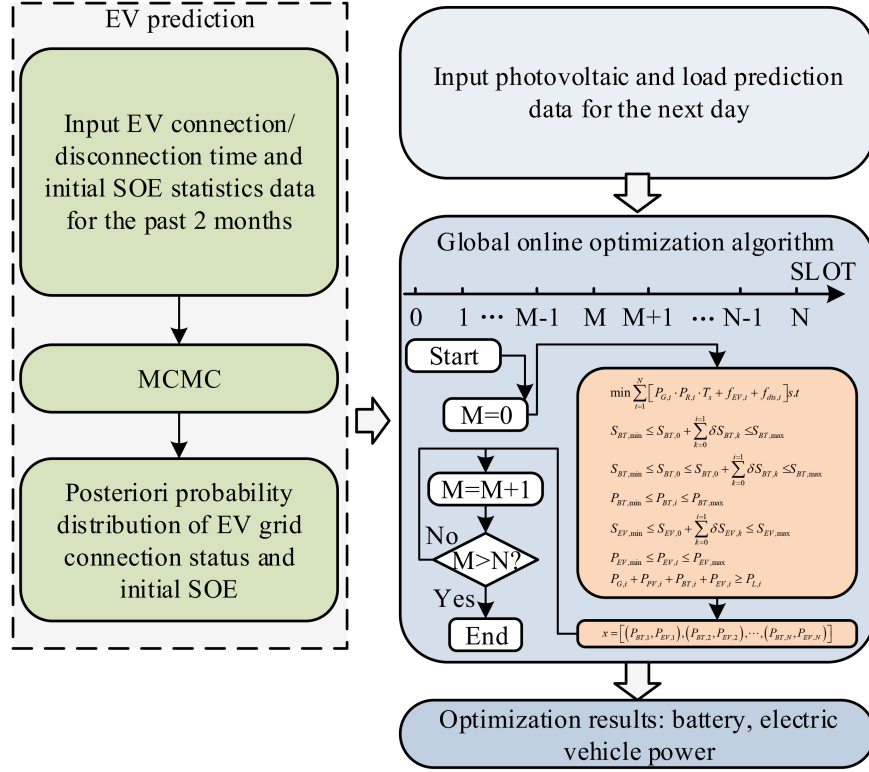 EV prediction
Input EV connection/
disconnection time and
initial SOE statistics data
for the past 2 months
MCMC
Posteriori probability
distribution of EV grid
connection status and
initial SOE
Input photovoltaic and load prediction
data for the next day
Global online optimization algorithm
SLOT
0 1 ··· M-1 M M+1 ··· N-1 N
Start
M=0
M=M+1
No
M>N?
Yes
End
min ∑_{i=1}^{N} [P_{G,i} · P_{R,i} · T_s + f_{EV,i} + f_{dis,i}] s.t
S_{BT,min} ≤ S_{BT,0} + ∑_{k=0}^{i=1} δS_{BT,k} ≤ S_{BT,max}
S_{BT,min} ≤ S_{BT,0} ≤ S_{BT,0} + ∑_{k=0}^{i=1} δS_{BT,k} ≤ S_{BT,max}
P_{BT,min} ≤ P_{BT,i} ≤ P_{BT,max}
S_{EV,min} ≤ S_{EV,0} + ∑_{k=0}^{i=1} δS_{EV,k} ≤ S_{EV,max}
P_{EV,min} ≤ P_{EV,i} ≤ P_{EV,max}
P_{G,i} + P_{PV,i} + P_{BT,i} + P_{EV,i} ≥ P_{L,i}
x = [(P_{BT,1}, P_{EV,1}), (P_{BT,2}, P_{EV,2}), ···, (P_{BT,N}, P_{EV,N})]
Optimization results: battery, electric
vehicle power